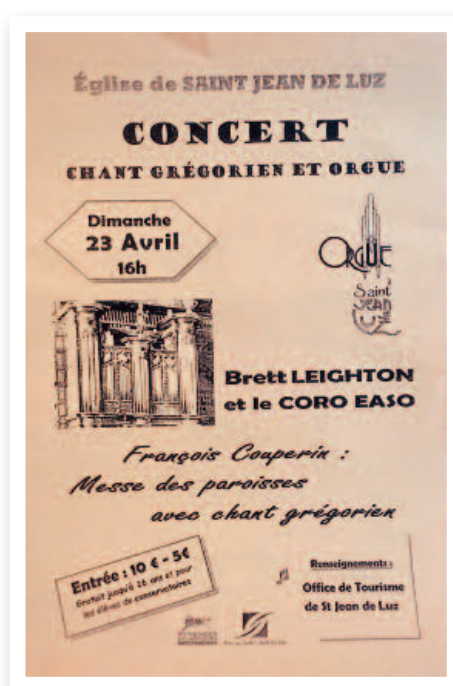 Église de SAINT JEAN DE LUZ
CONCERT
CHANT GRÉGORIEN ET ORGUE
Dimanche
23 Avril
16h
ORGUE
Saint
JEAN
LUZ
Brett LEIGHTON
et le CORO EASO
François Couperin :
Messe des paroisses
avec chant grégorien
Entrée : 10 € - 5€
Gratuit jusqu'à 16 ans et pour
les élèves de conservatoires
Renseignements :
Office de Tourisme
de St Jean de Luz